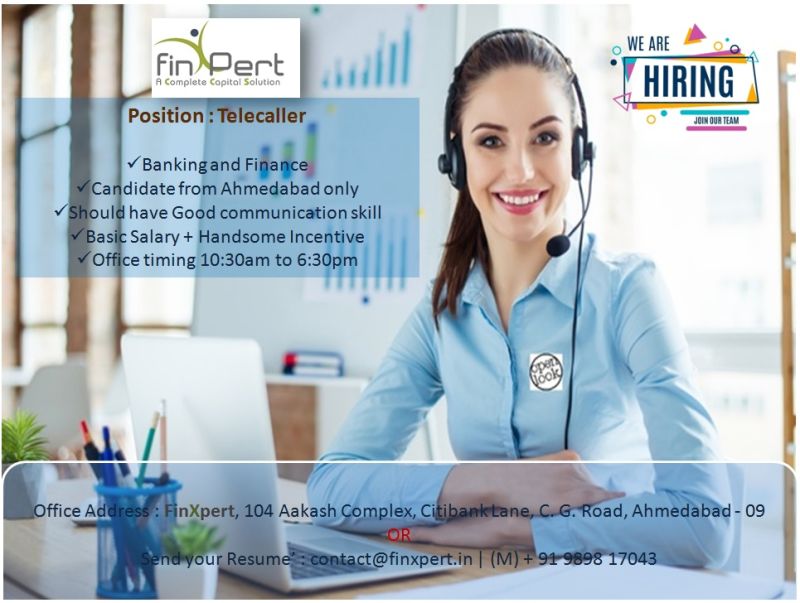 finXpert
A Complete Capital Solution
WE ARE
HIRING
JOIN OUR TEAM
Position : Telecaller
✓Banking and Finance
✓Candidate from Ahmedabad only
✓Should have Good communication skill
✓Basic Salary + Handsome Incentive
✓Office timing 10:30am to 6:30pm
open
look
Office Address : FinXpert, 104 Aakash Complex, Citibank Lane, C. G. Road, Ahmedabad - 09
OR
Send your Resume' : contact@finxpert.in | (M) + 91 9898 17043